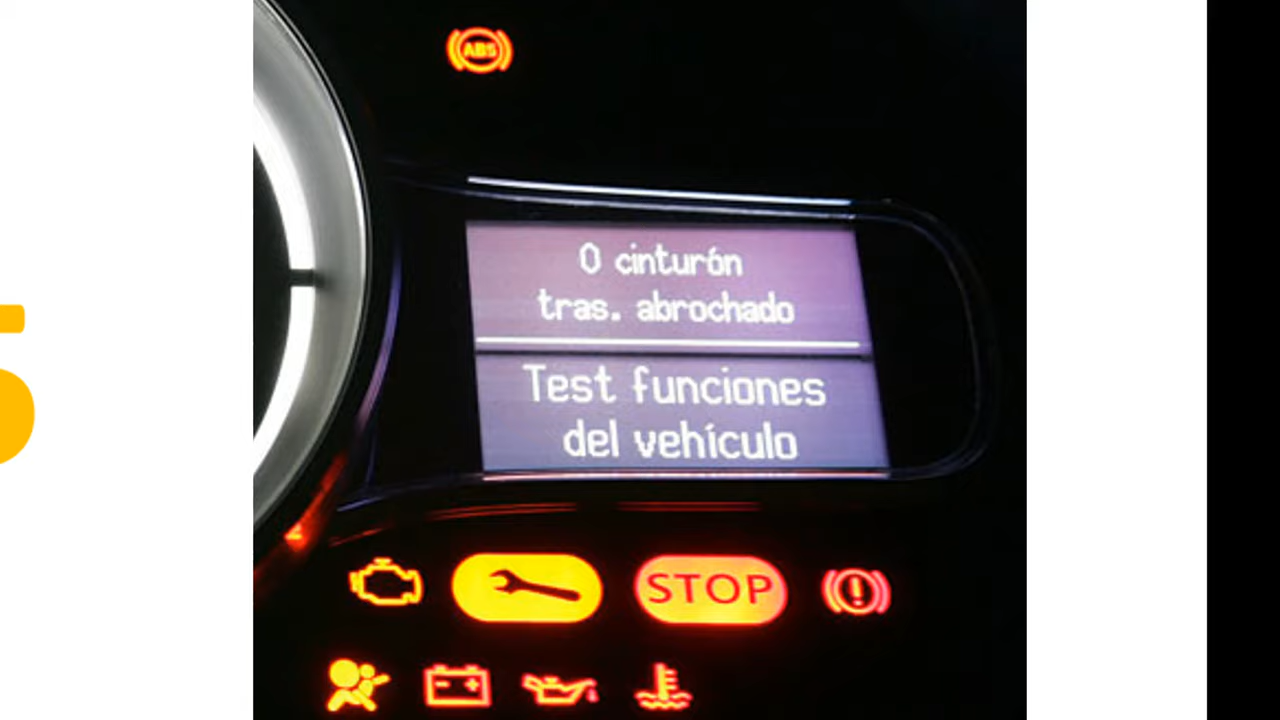 ABS
0 cinturón
tras. abrochado
Test funciones
del vehículo
STOP